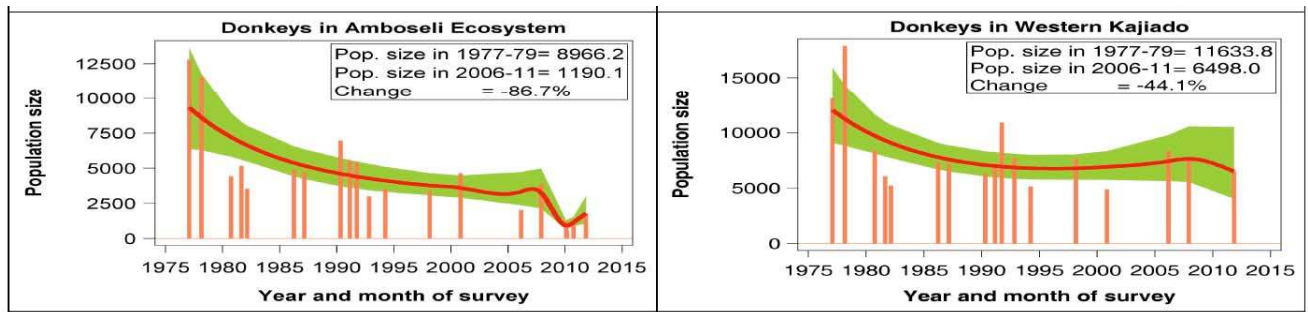 Donkeys in Amboseli Ecosystem
Pop. size in 1977-79= 8966.2
Pop. size in 2006-11= 1190.1
Change = -86.7%
Population size
12500
10000
7500
5000
2500
0
1975 1980 1985 1990 1995 2000 2005 2010 2015
Year and month of survey
Donkeys in Western Kajiado
Pop. size in 1977-79= 11633.8
Pop. size in 2006-11= 6498.0
Change = -44.1%
Population size
15000
10000
5000
0
1975 1980 1985 1990 1995 2000 2005 2010 2015
Year and month of survey